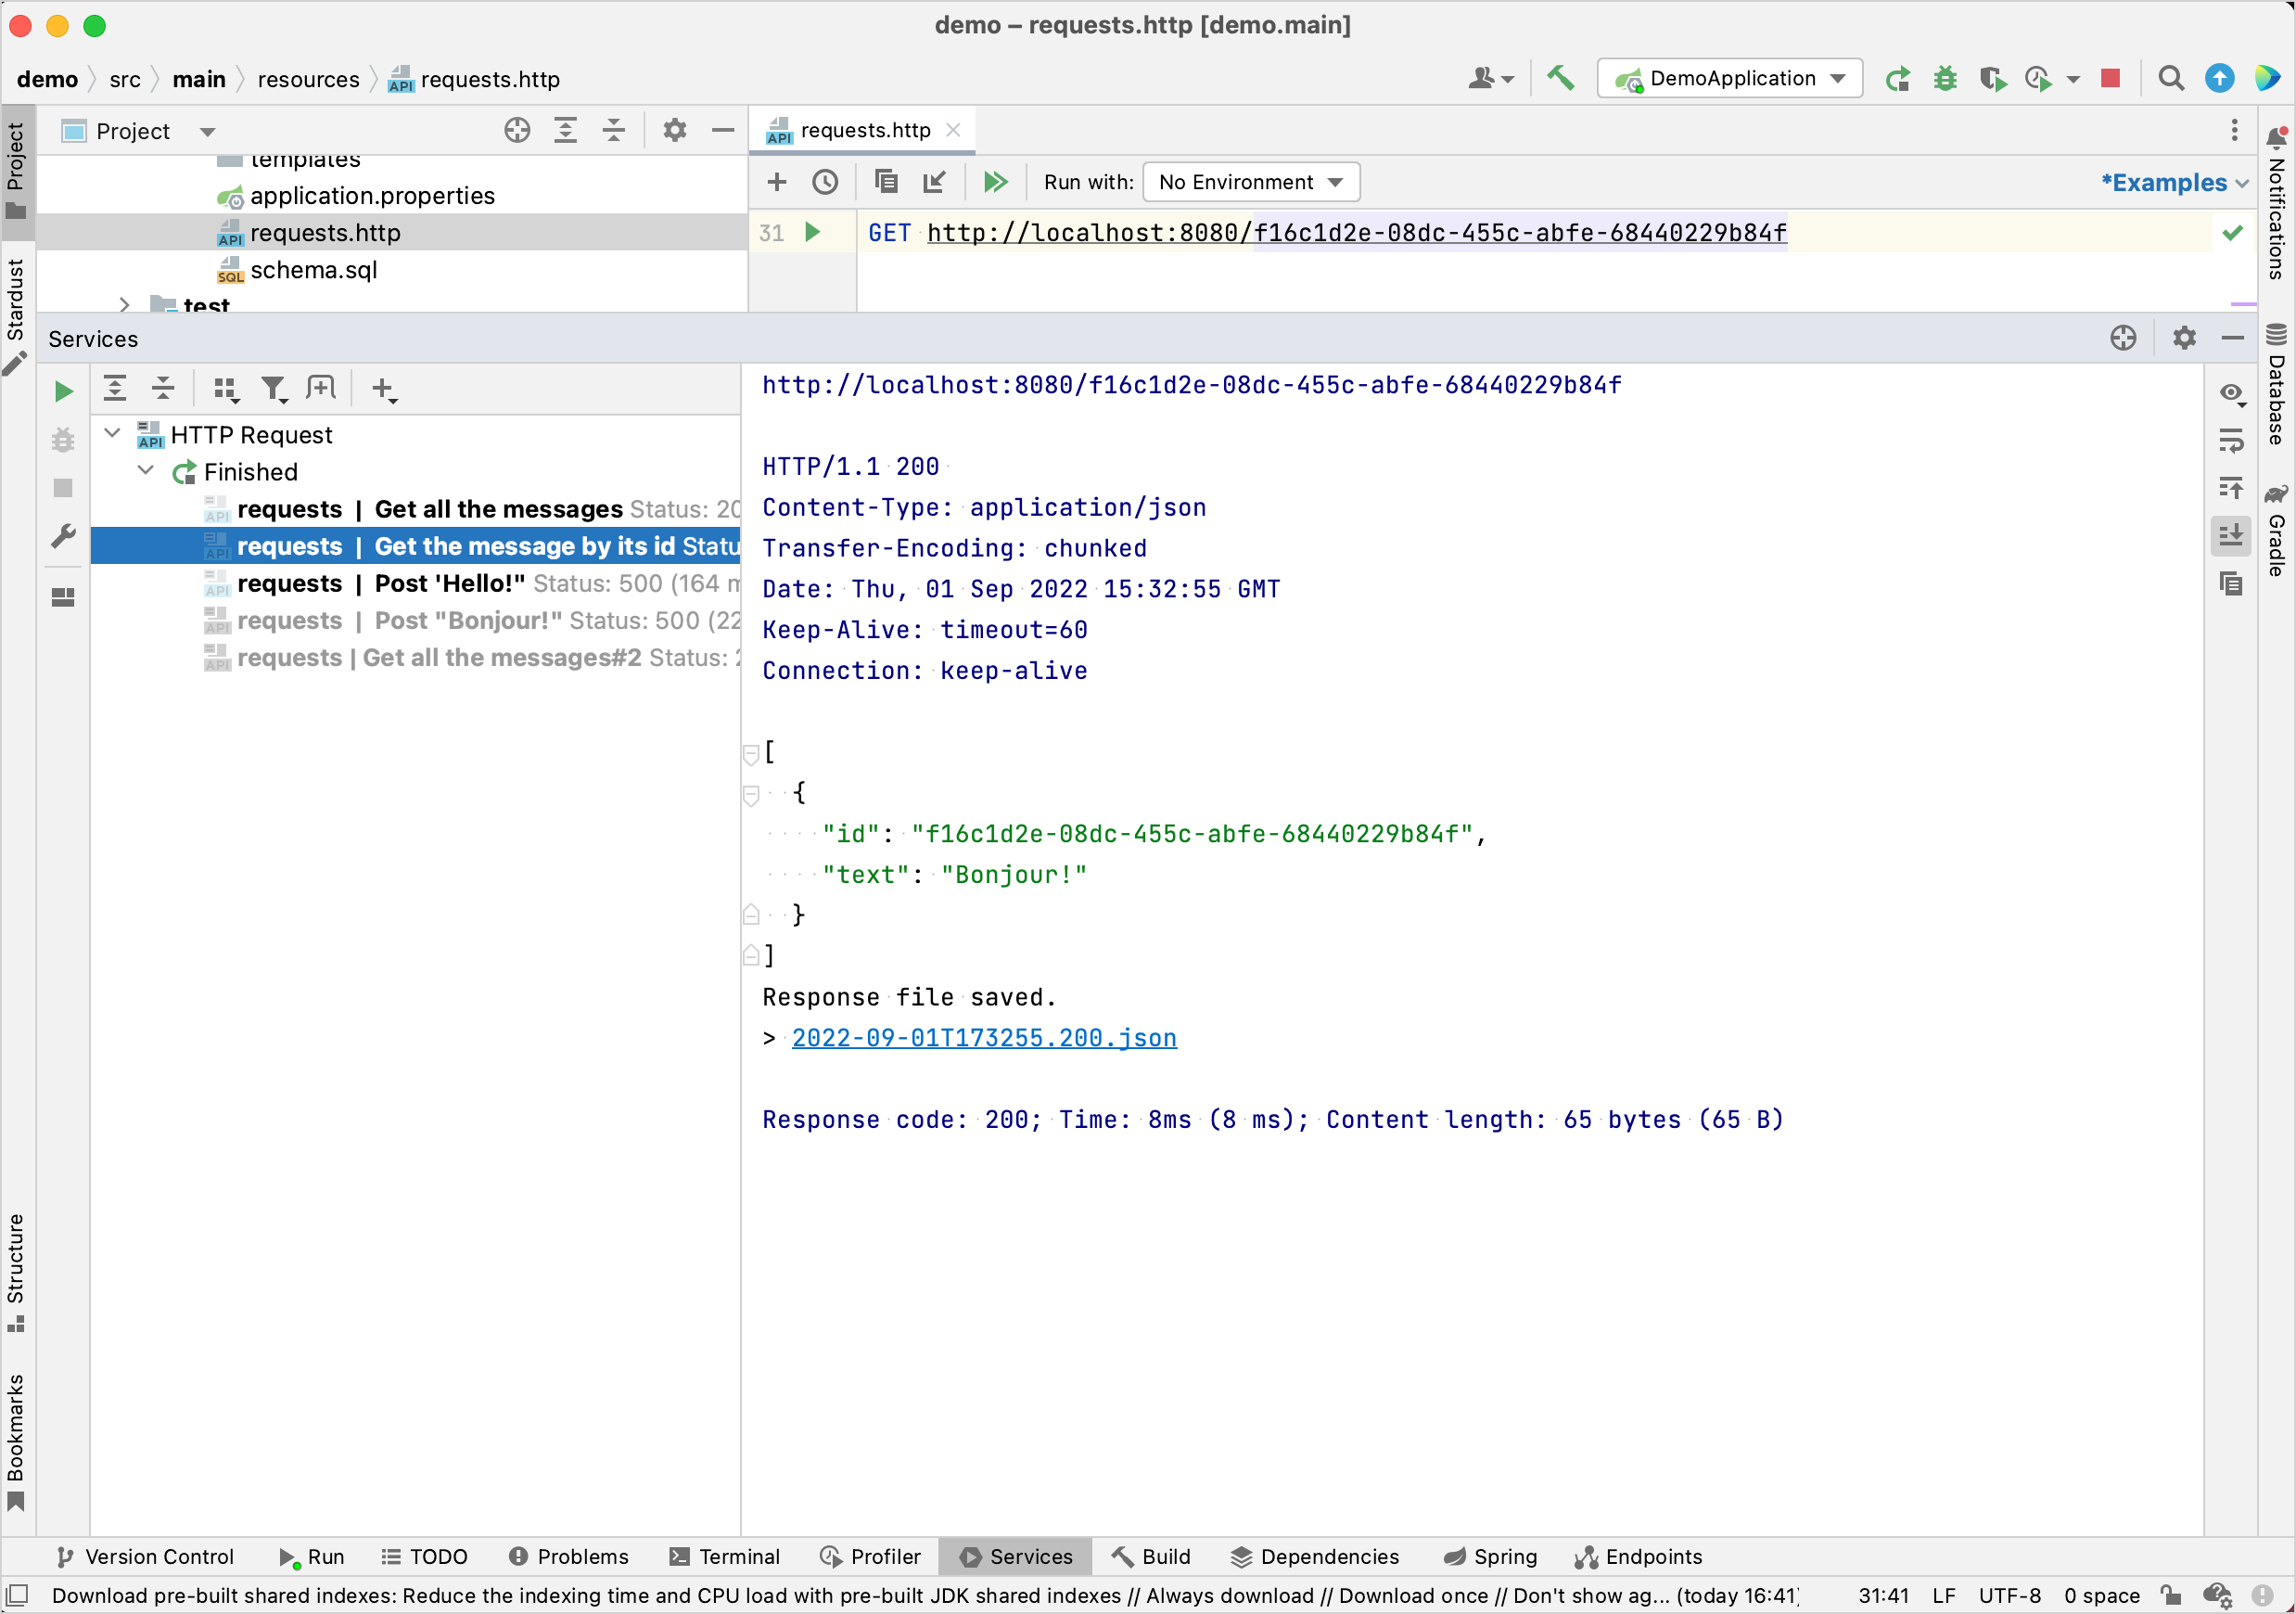 demo – requests.http [demo.main]
demo src main resources requests.http
DemoApplication
Project
requests.http
templates
application.properties
requests.http
schema.sql
test
Run with: No Environment
*Examples
31 GET http://localhost:8080/f16c1d2e-08dc-455c-abfe-68440229b84f
Project
Stardust
Structure
Bookmarks
Notifications
Database
Gradle
Services
HTTP Request
Finished
requests | Get all the messages Status: 20
requests | Get the message by its id Statu
requests | Post 'Hello!" Status: 500 (164 m
requests | Post "Bonjour!" Status: 500 (22
requests | Get all the messages#2 Status: 2
http://localhost:8080/f16c1d2e-08dc-455c-abfe-68440229b84f
HTTP/1.1 200
Content-Type: application/json
Transfer-Encoding: chunked
Date: Thu, 01 Sep 2022 15:32:55 GMT
Keep-Alive: timeout=60
Connection: keep-alive
[
{
"id": "f16c1d2e-08dc-455c-abfe-68440229b84f",
"text": "Bonjour!"
}
]
Response file saved.
> 2022-09-01T173255.200.json
Response code: 200; Time: 8ms (8 ms); Content length: 65 bytes (65 B)
Version Control Run TODO Problems Terminal Profiler Services Build Dependencies Spring Endpoints
Download pre-built shared indexes: Reduce the indexing time and CPU load with pre-built JDK shared indexes // Always download // Download once // Don't show ag... (today 16:41) 31:41 LF UTF-8 0 space